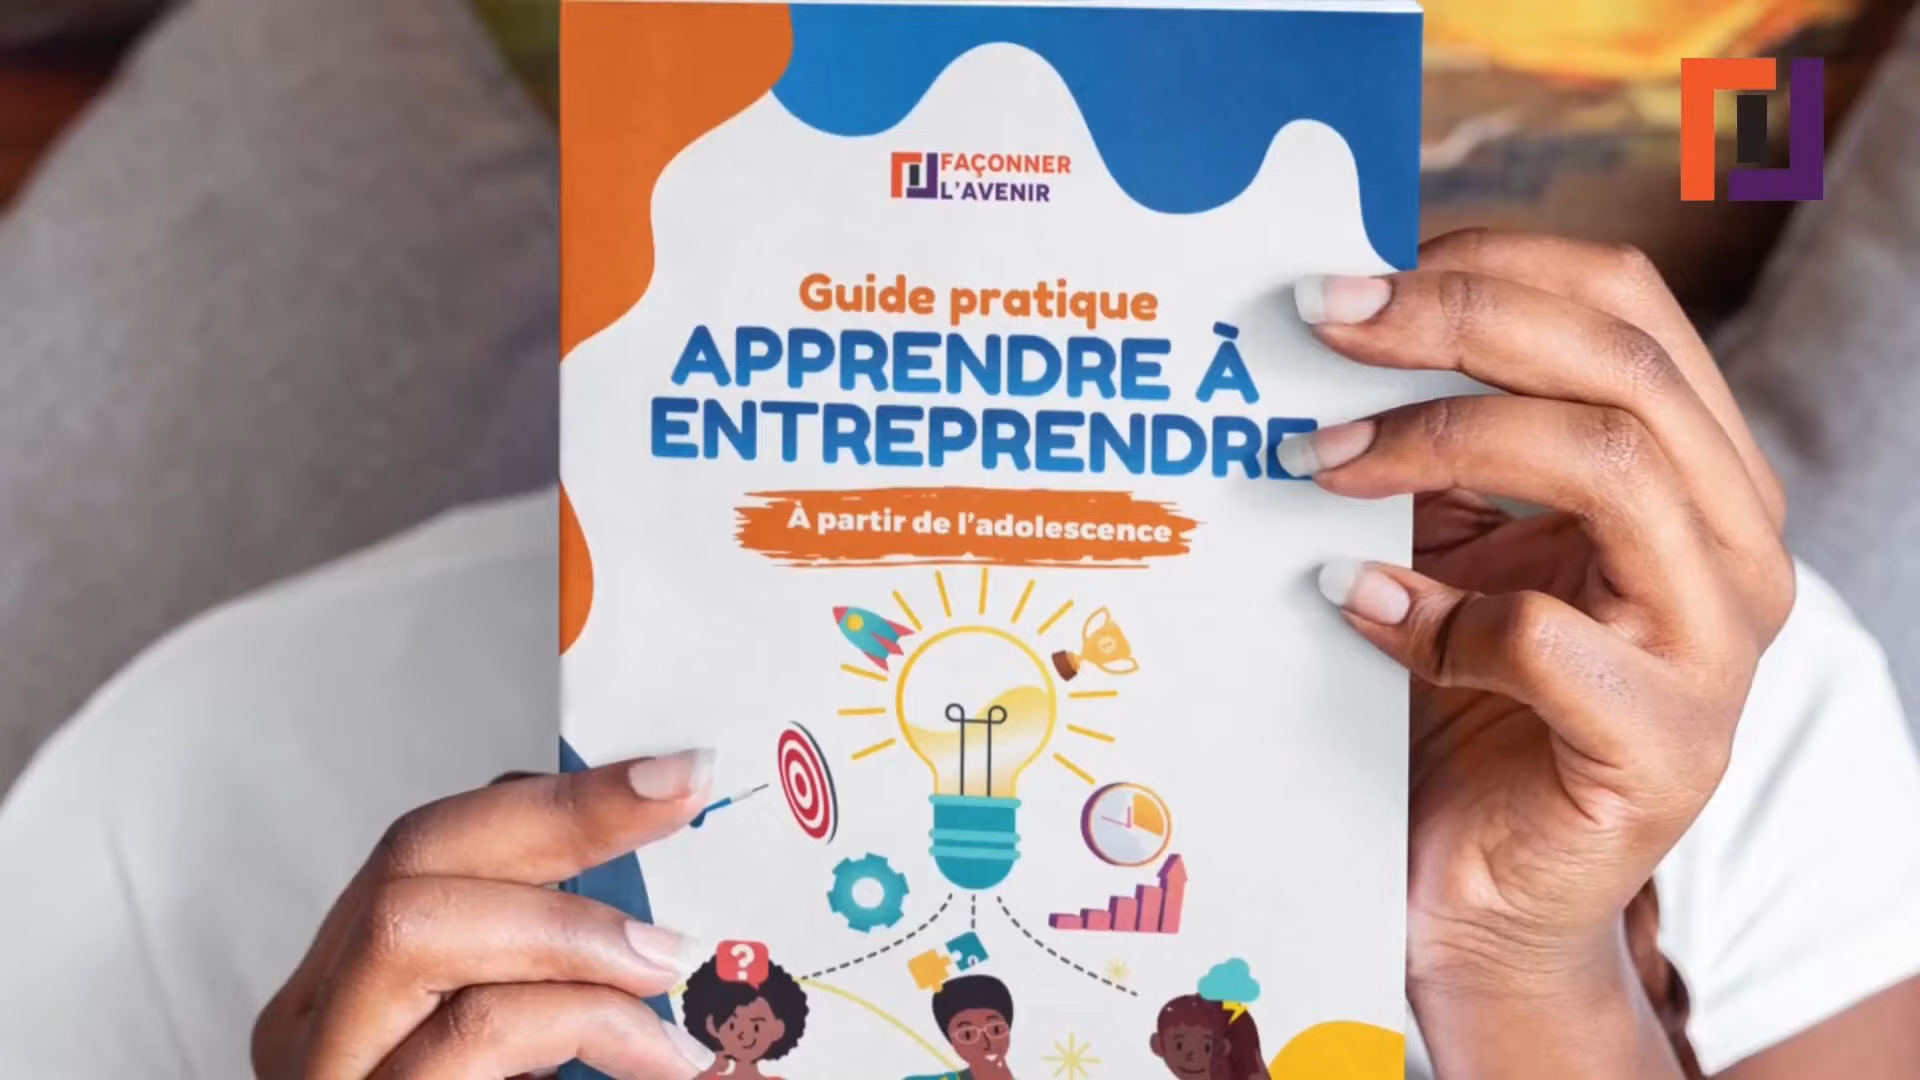 FAÇONNER
L'AVENIR
Guide pratique
APPRENDRE À
ENTREPRENDRE
À partir de l'adolescence
?